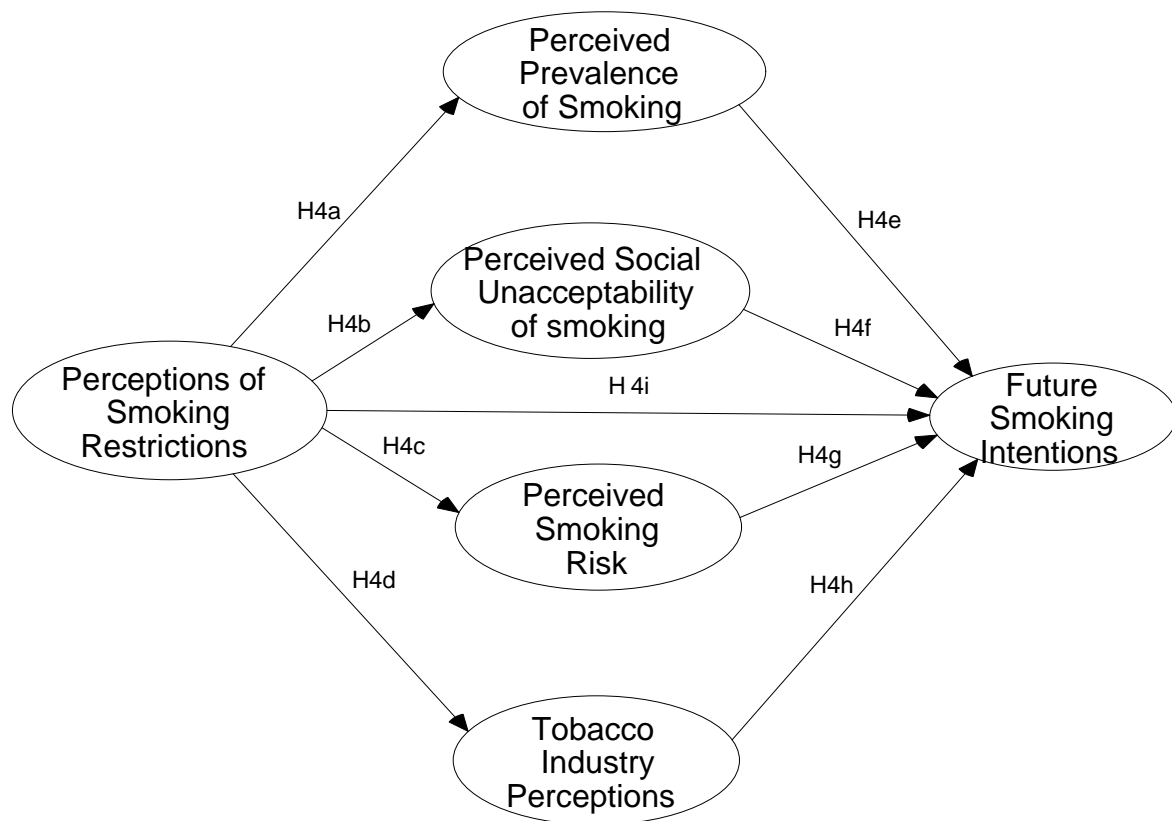 Perceived
Prevalence
of Smoking
H4a
H4e
Perceived Social
Unacceptability
of smoking
H4b
H4f
Perceptions of
Smoking
Restrictions
H 4i
Future
Smoking
Intentions
H4c
H4g
Perceived
Smoking
Risk
H4d
H4h
Tobacco
Industry
Perceptions